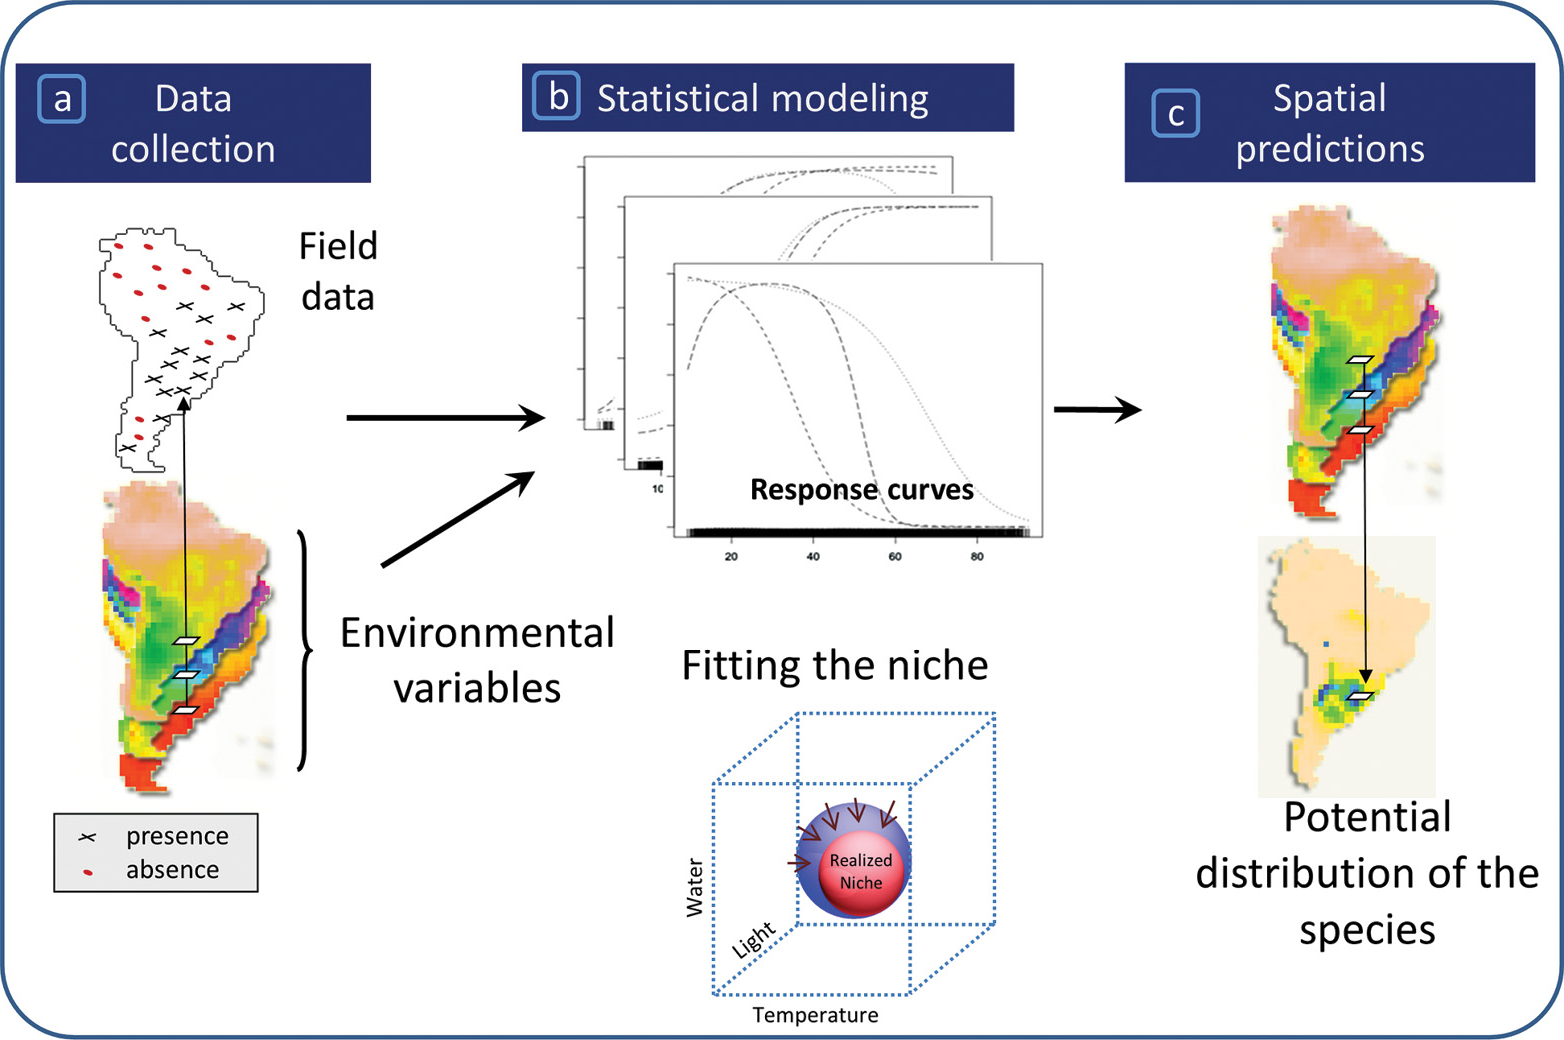 a
Data
collection
Field
data
Environmental
variables
presence
absence
b
Statistical modeling
10
Response curves
20 40 60 80
Fitting the niche
Realized
Niche
Water
Light
Temperature
c
Spatial
predictions
Potential
distribution of the
species